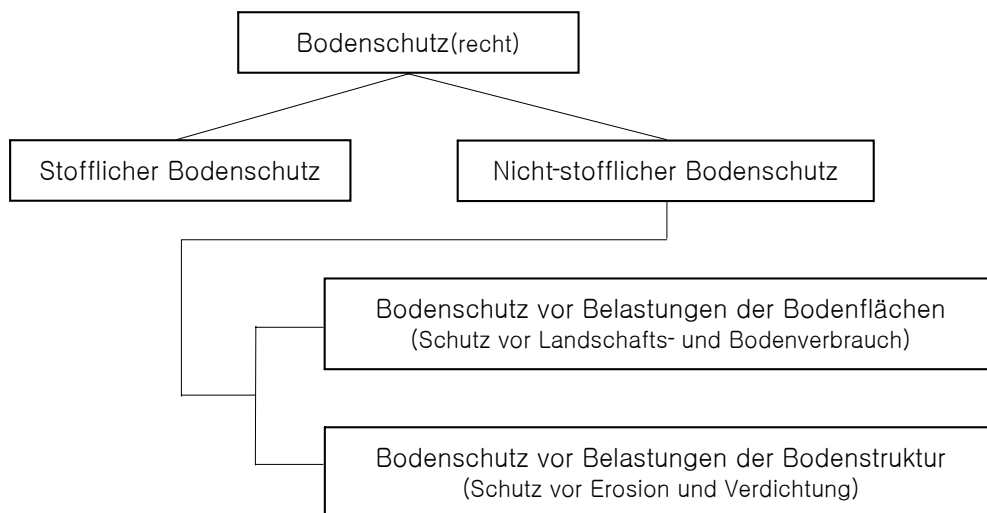 Bodenschutz(recht)
Stofflicher Bodenschutz
Nicht-stofflicher Bodenschutz
Bodenschutz vor Belastungen der Bodenflächen
(Schutz vor Landschafts- und Bodenverbrauch)
Bodenschutz vor Belastungen der Bodenstruktur
(Schutz vor Erosion und Verdichtung)